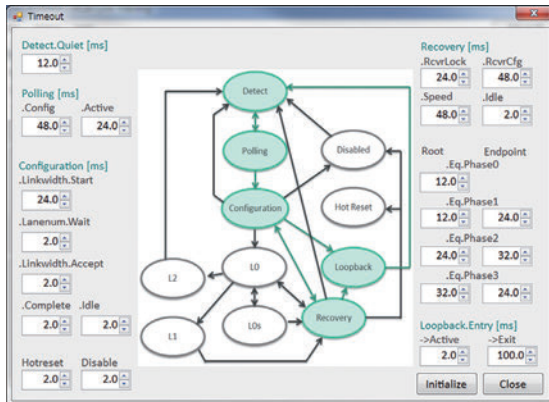 Timeout
Detect.Quiet [ms]
12.0
Polling [ms]
.Config .Active
48.0 24.0
Configuration [ms]
.Linkwidth.Start
24.0
.Lanenum.Wait
2.0
.Linkwidth.Accept
2.0
.Complete .Idle
2.0 2.0
Hotreset Disable
2.0 2.0
Detect
Polling
Disabled
Configuration
Hot Reset
L0
Loopback
L2
L0s
Recovery
L1
Recovery [ms]
.RcvrLock .RcvrCfg
24.0 48.0
.Speed .Idle
48.0 2.0
Root Endpoint
.Eq.Phase0
12.0
.Eq.Phase1
12.0 24.0
.Eq.Phase2
24.0 32.0
.Eq.Phase3
32.0 24.0
Loopback.Entry [ms]
->Active ->Exit
2.0 100.0
Initialize Close